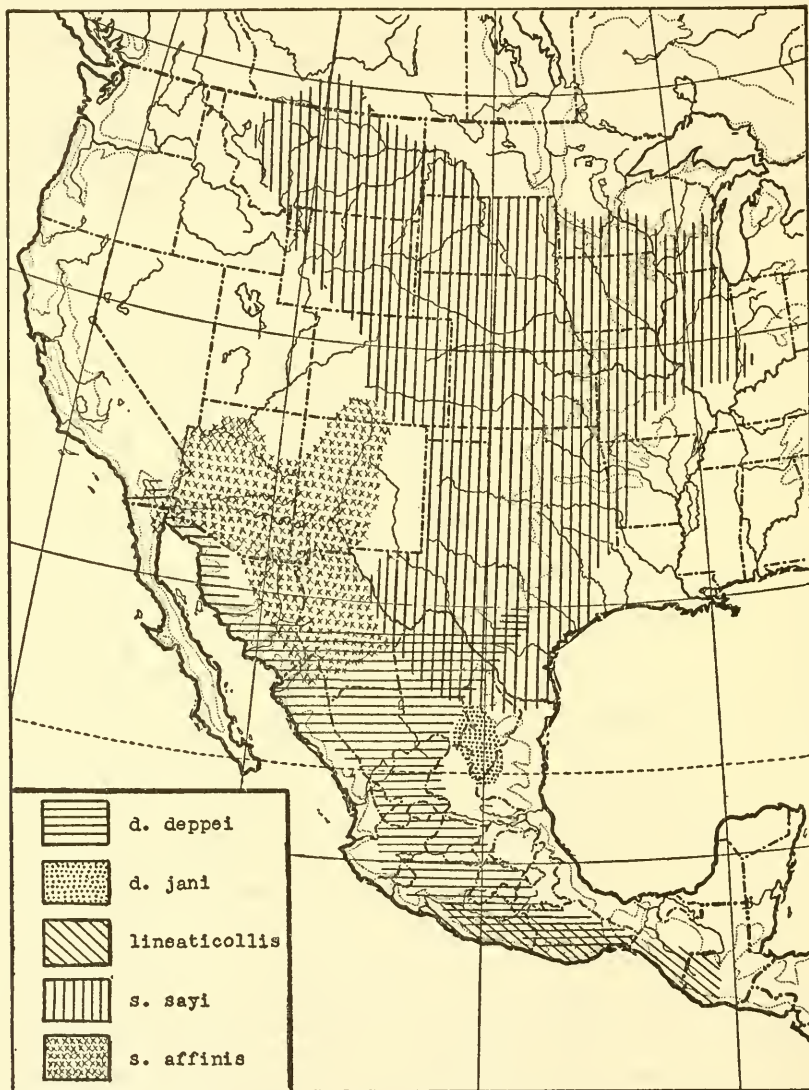 d. deppei
d. jani
lineaticollis
s. sayi
s. affinis